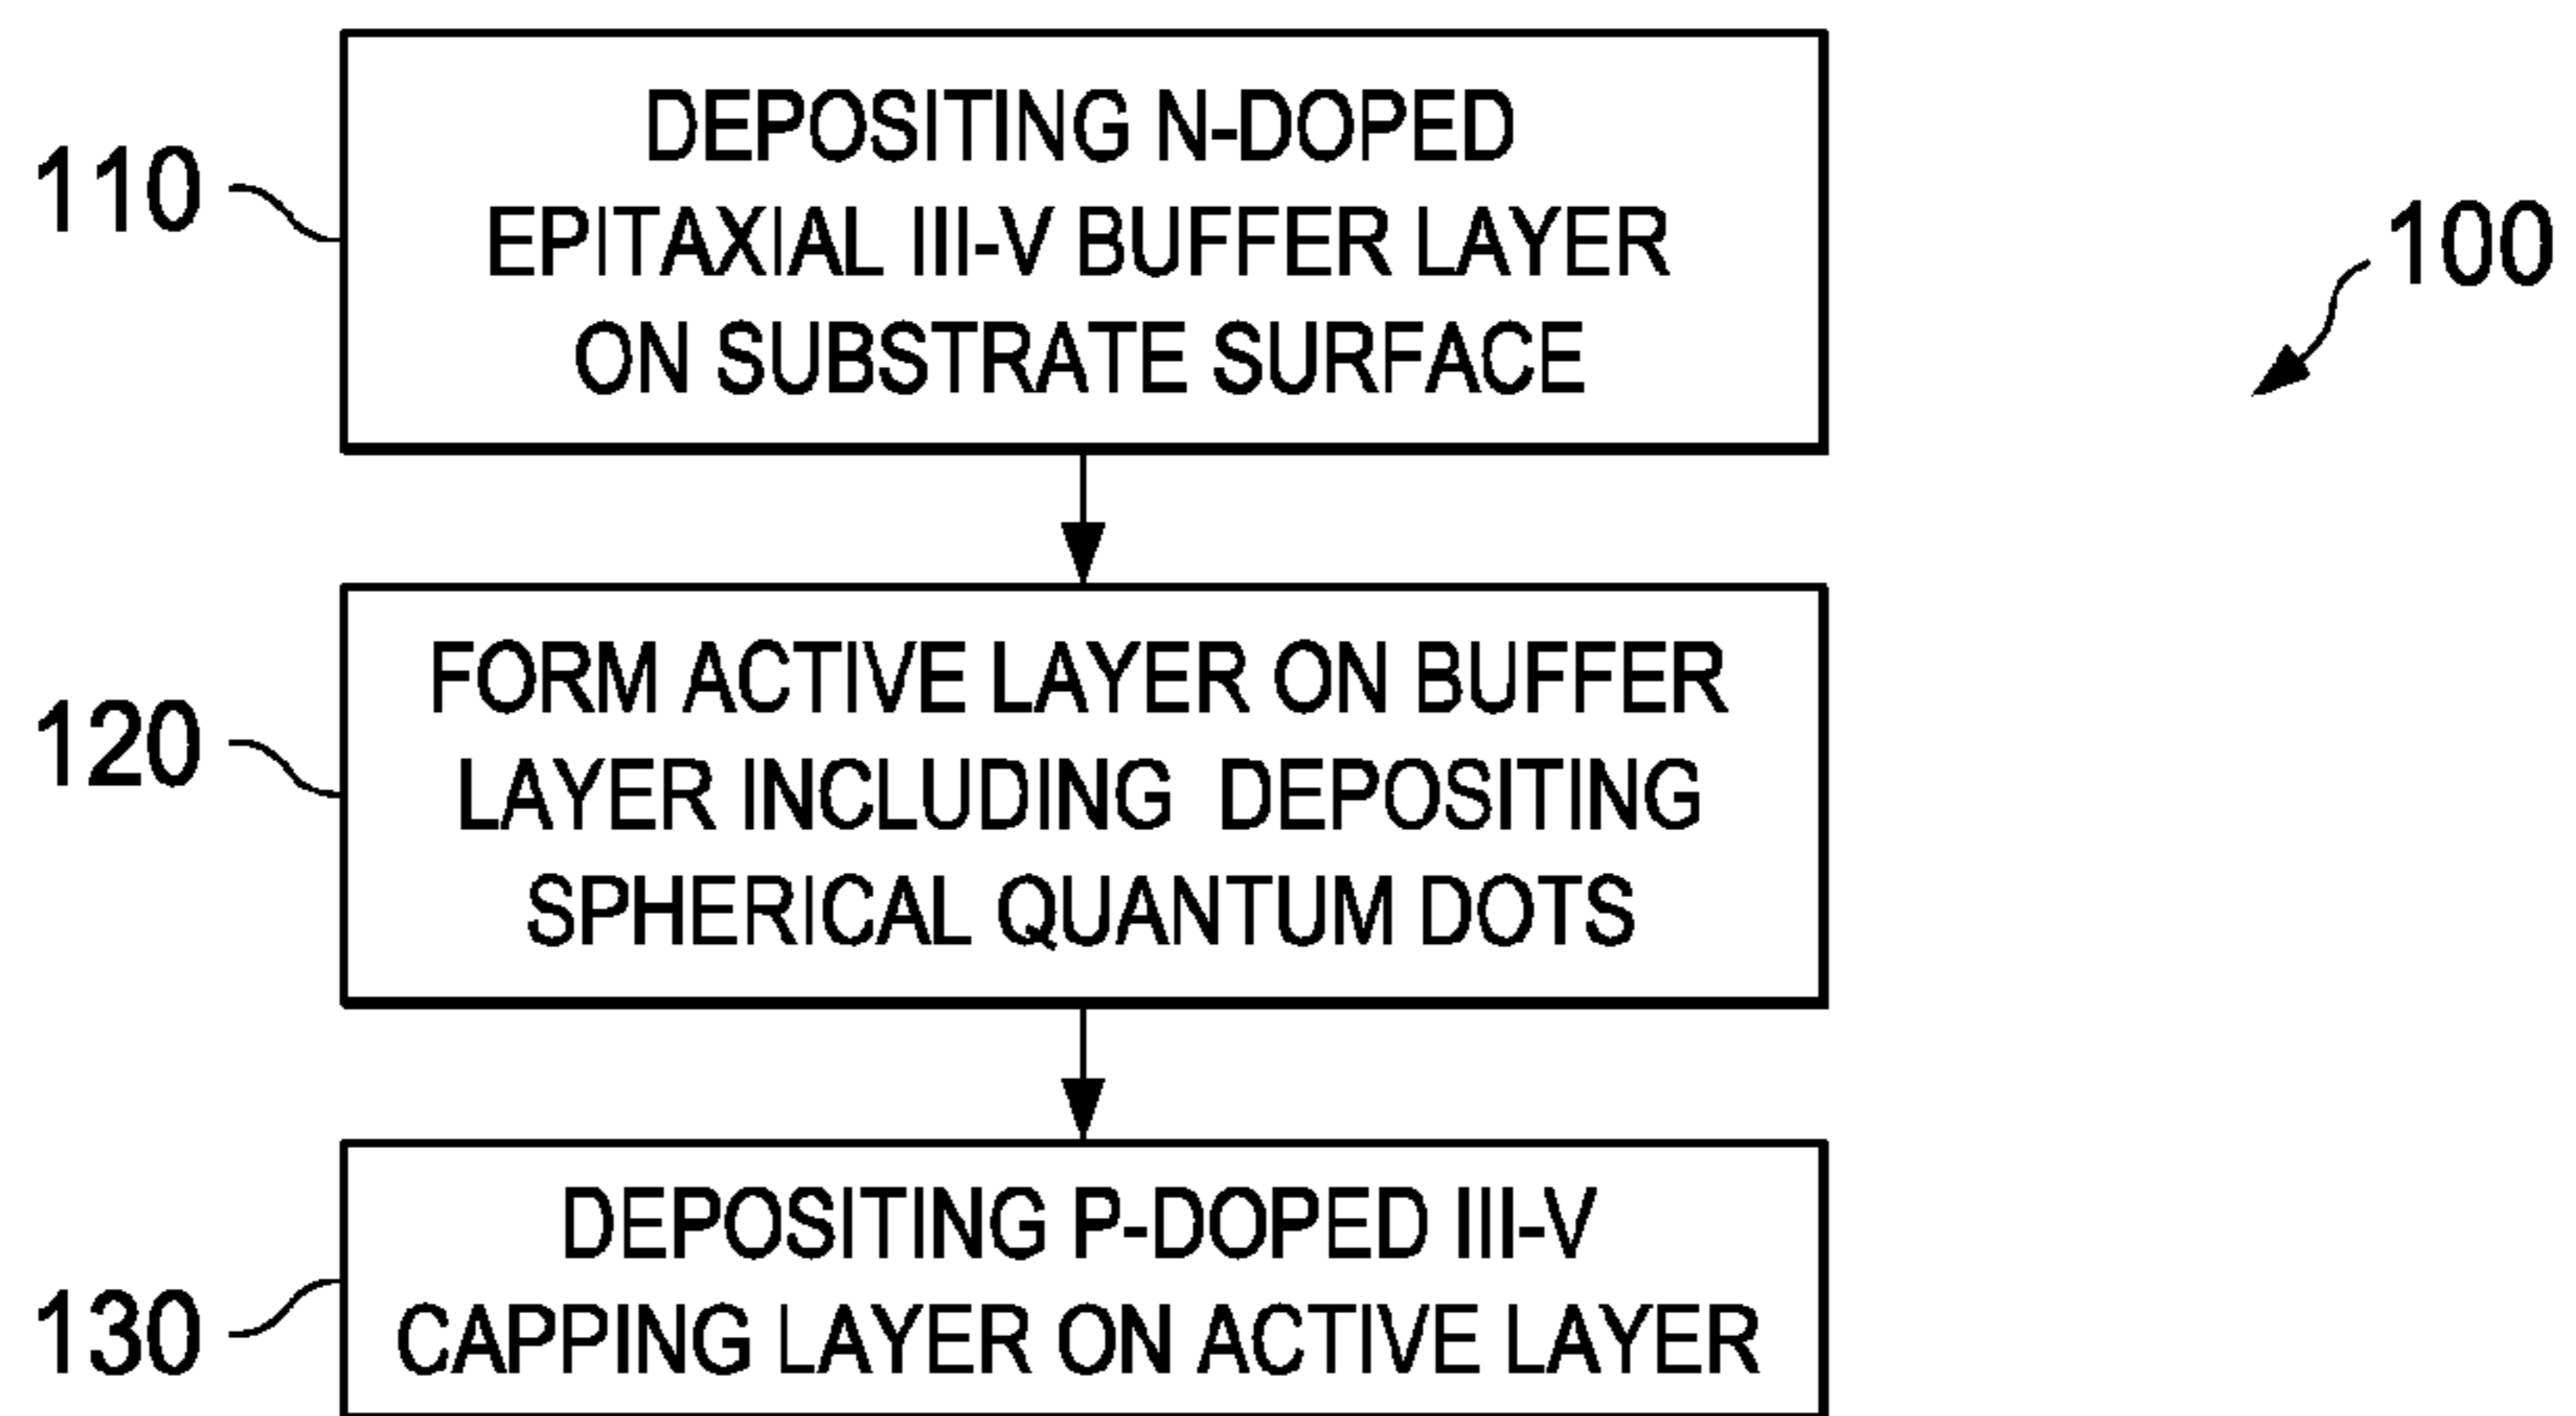 110
DEPOSITING N-DOPED
EPITAXIAL III-V BUFFER LAYER
ON SUBSTRATE SURFACE
100
120
FORM ACTIVE LAYER ON BUFFER
LAYER INCLUDING DEPOSITING
SPHERICAL QUANTUM DOTS
130
DEPOSITING P-DOPED III-V
CAPPING LAYER ON ACTIVE LAYER